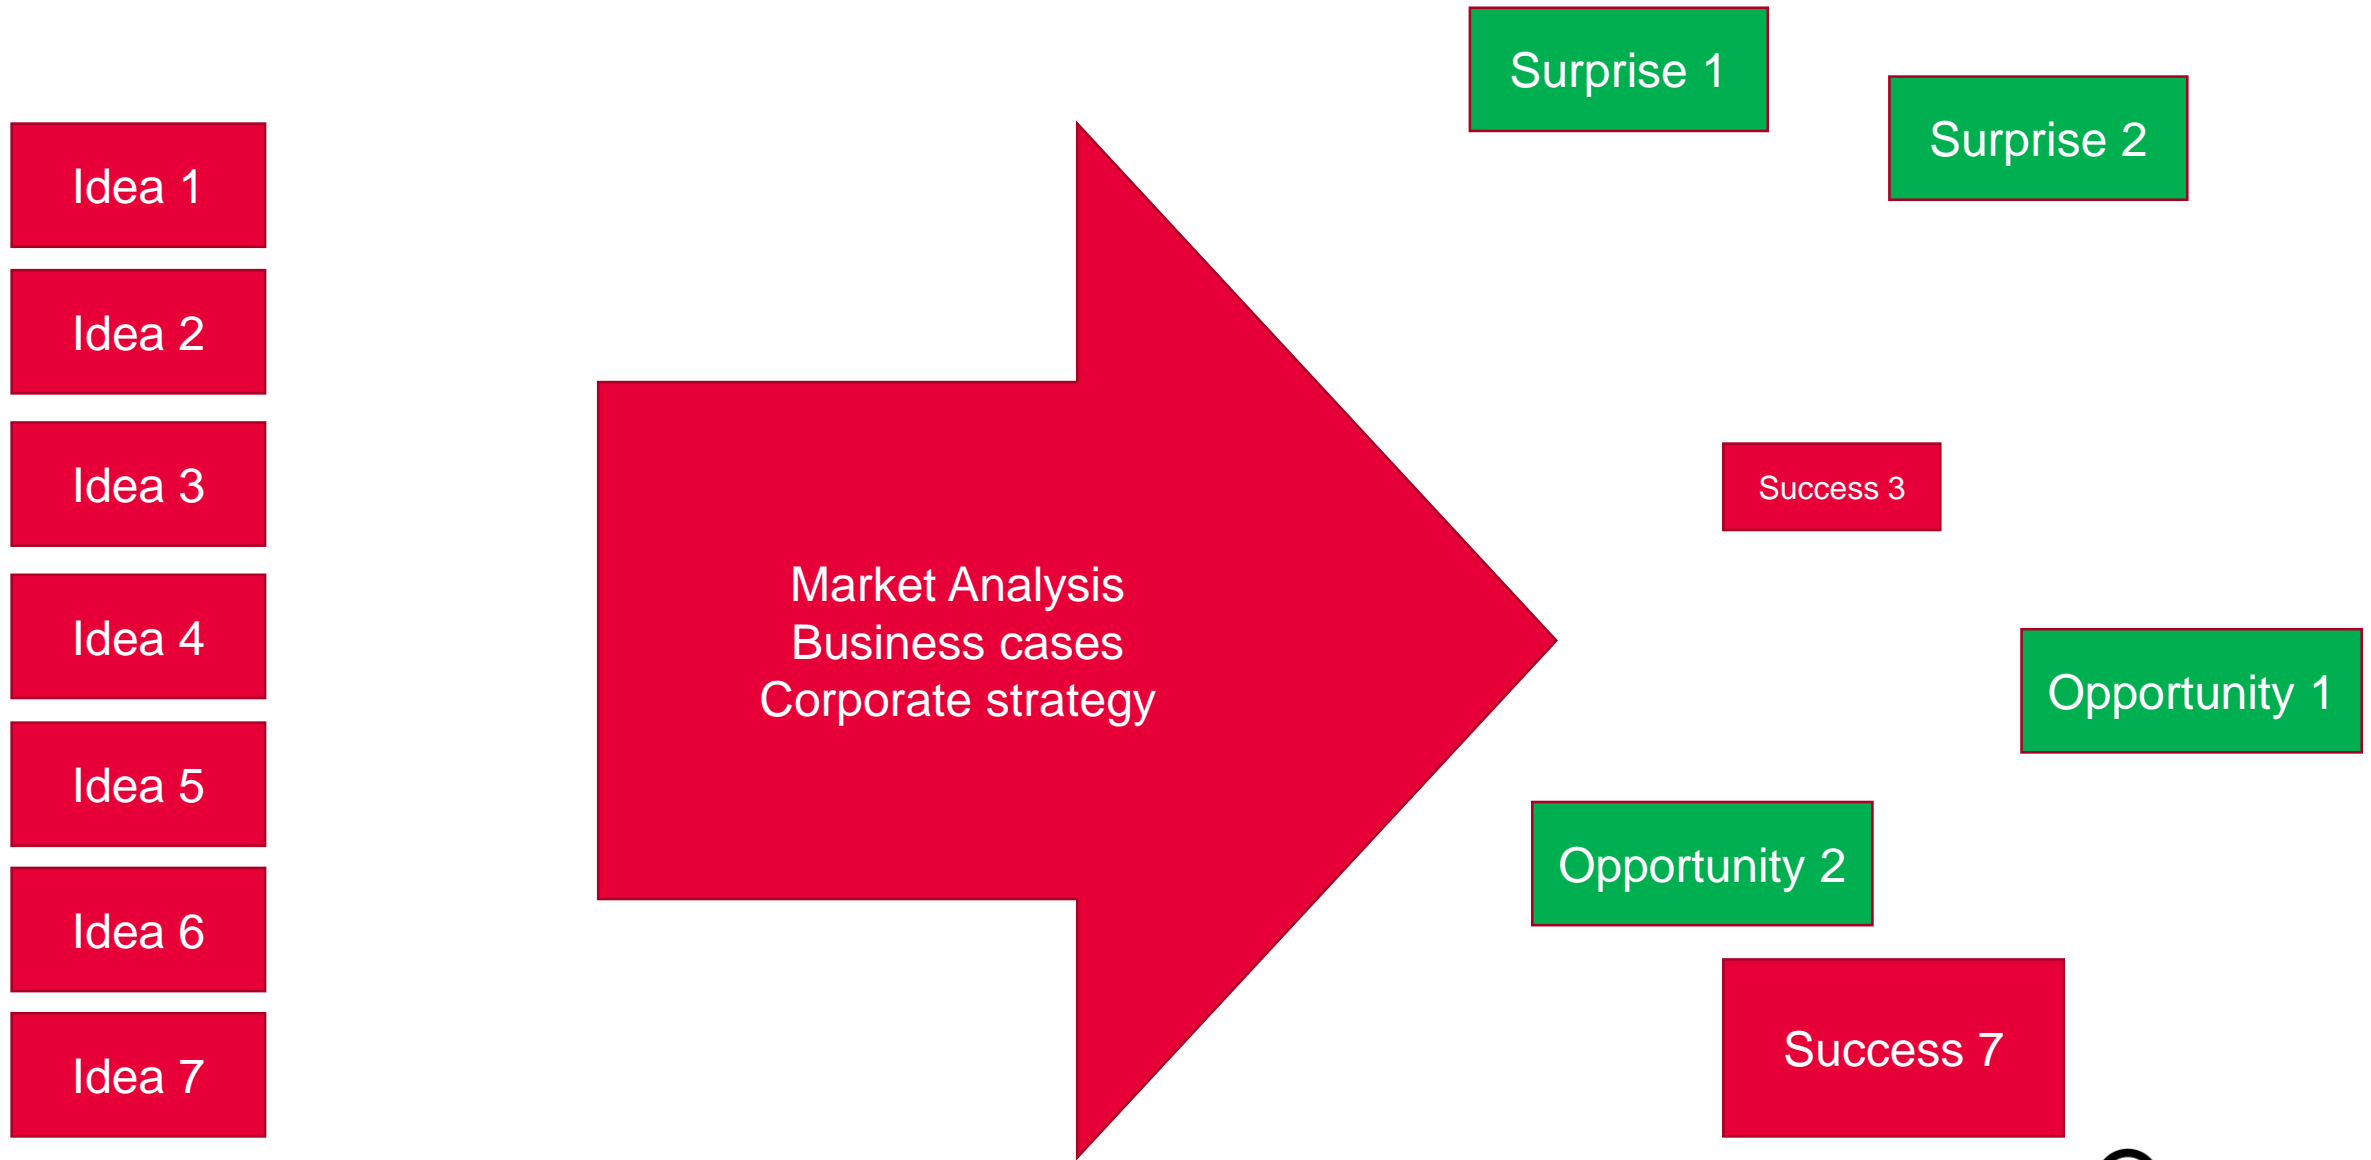 Idea 1
Idea 2
Idea 3
Idea 4
Idea 5
Idea 6
Idea 7
Market Analysis
Business cases
Corporate strategy
Surprise 1
Surprise 2
Success 3
Opportunity 1
Opportunity 2
Success 7